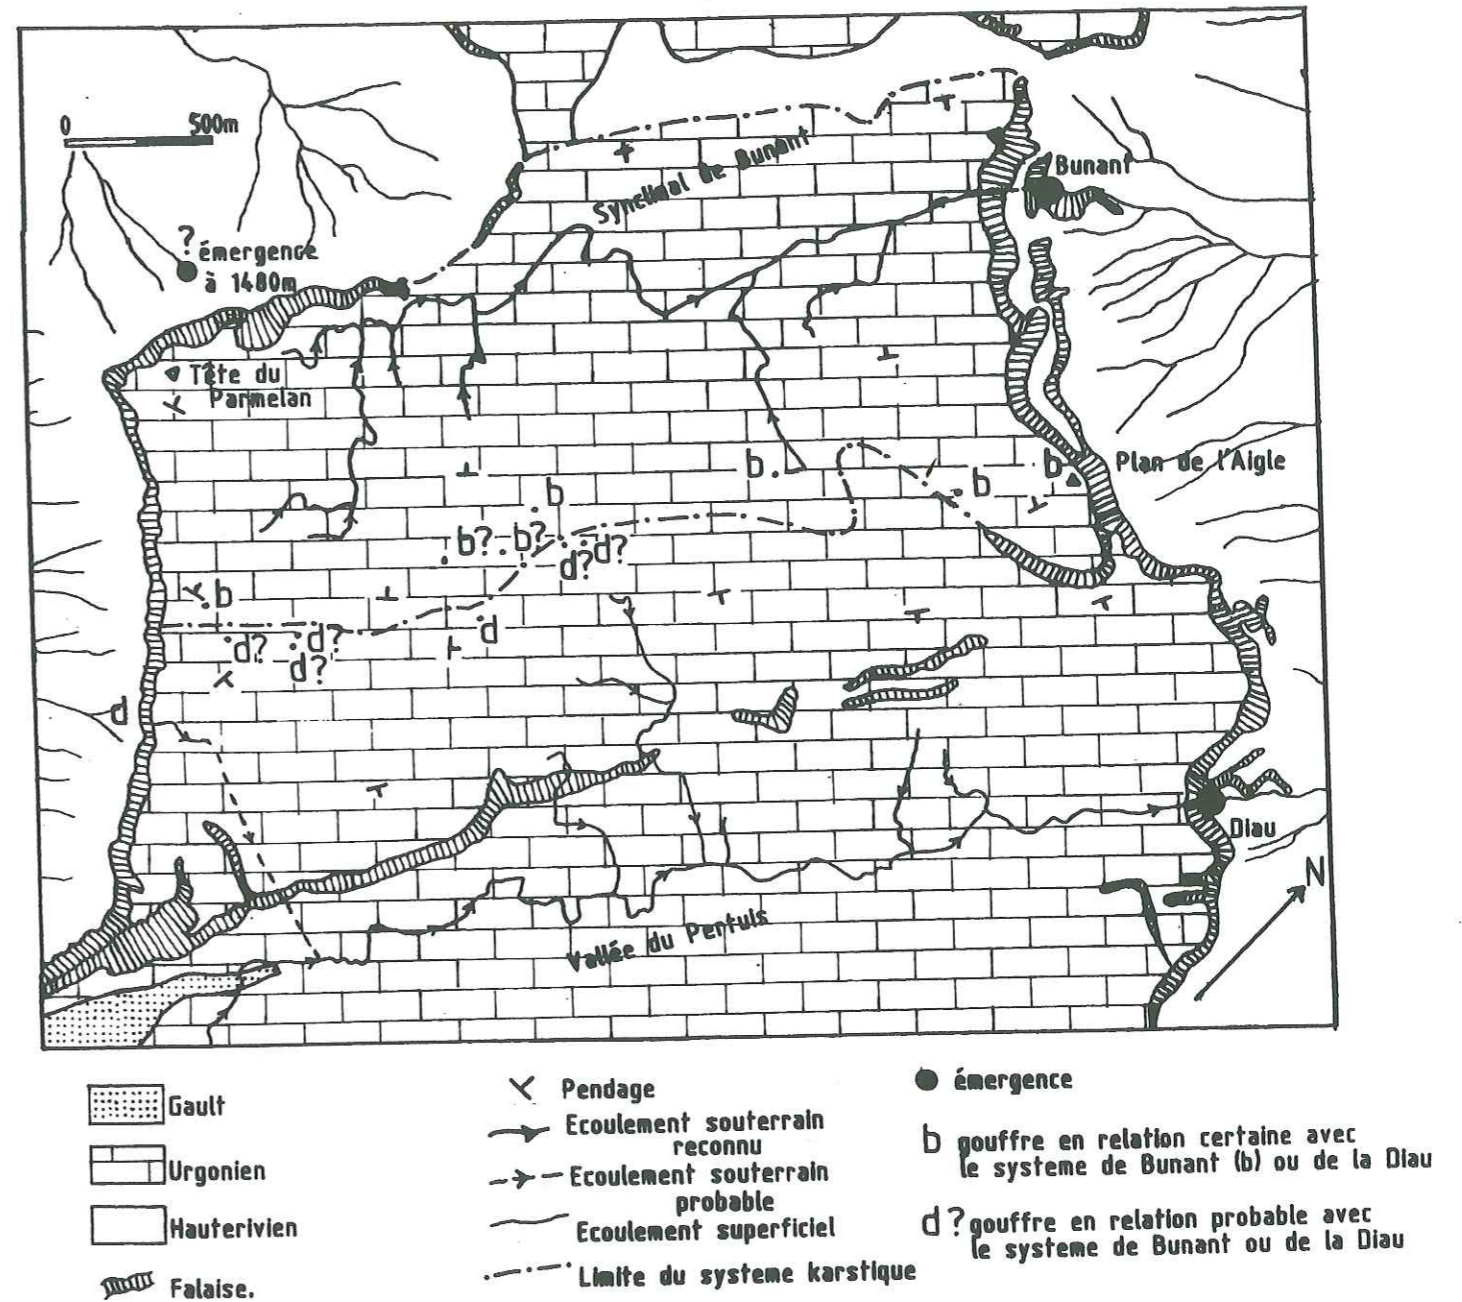 0 500m
Bunant
Synclinal de Bunant
?
émergence
à 1480m
Tête du
Parmelan
b
b
Plan de l'Aigle
b
b
b? b?
d? d?
b
d
d? d?
d?
d
Diau
N
Vallée du Pertuis
Gault
Urgonien
Hauterivien
Falaise.
Pendage
Ecoulement souterrain
reconnu
Ecoulement souterrain
probable
Ecoulement superficiel
Limite du systeme karstique
émergence
b gouffre en relation certaine avec
le systeme de Bunant (b) ou de la Diau
d ? gouffre en relation probable avec
le systeme de Bunant ou de la Diau